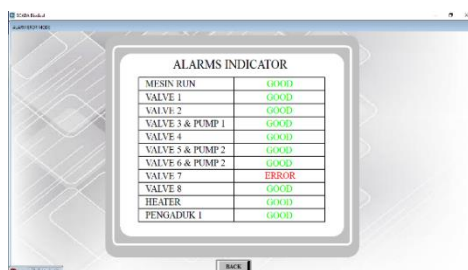 ALARMS INDICATOR
MESIN RUN GOOD
VALVE 1 GOOD
VALVE 2 GOOD
VALVE 3 & PUMP 1 GOOD
VALVE 4 GOOD
VALVE 5 & PUMP 2 GOOD
VALVE 6 & PUMP 2 GOOD
VALVE 7 ERROR
VALVE 8 GOOD
HEATER GOOD
PENGADUK 1 GOOD
BACK